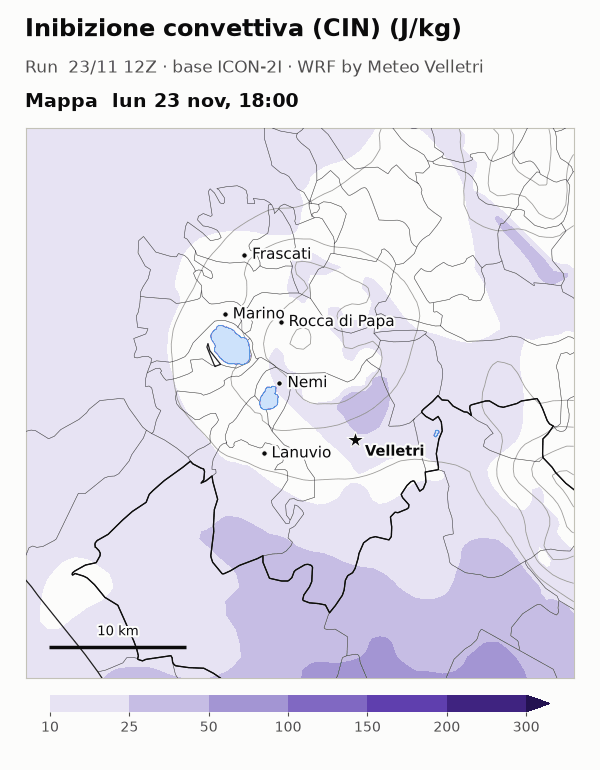 Inibizione convettiva (CIN) (J/kg)
Run  23/11 12Z · base ICON-2I · WRF by Meteo Velletri
Mappa  lun 23 nov, 18:00
Frascati
Marino
Rocca di Papa
Nemi
Velletri
Lanuvio
10 km
10 25 50 100 150 200 300